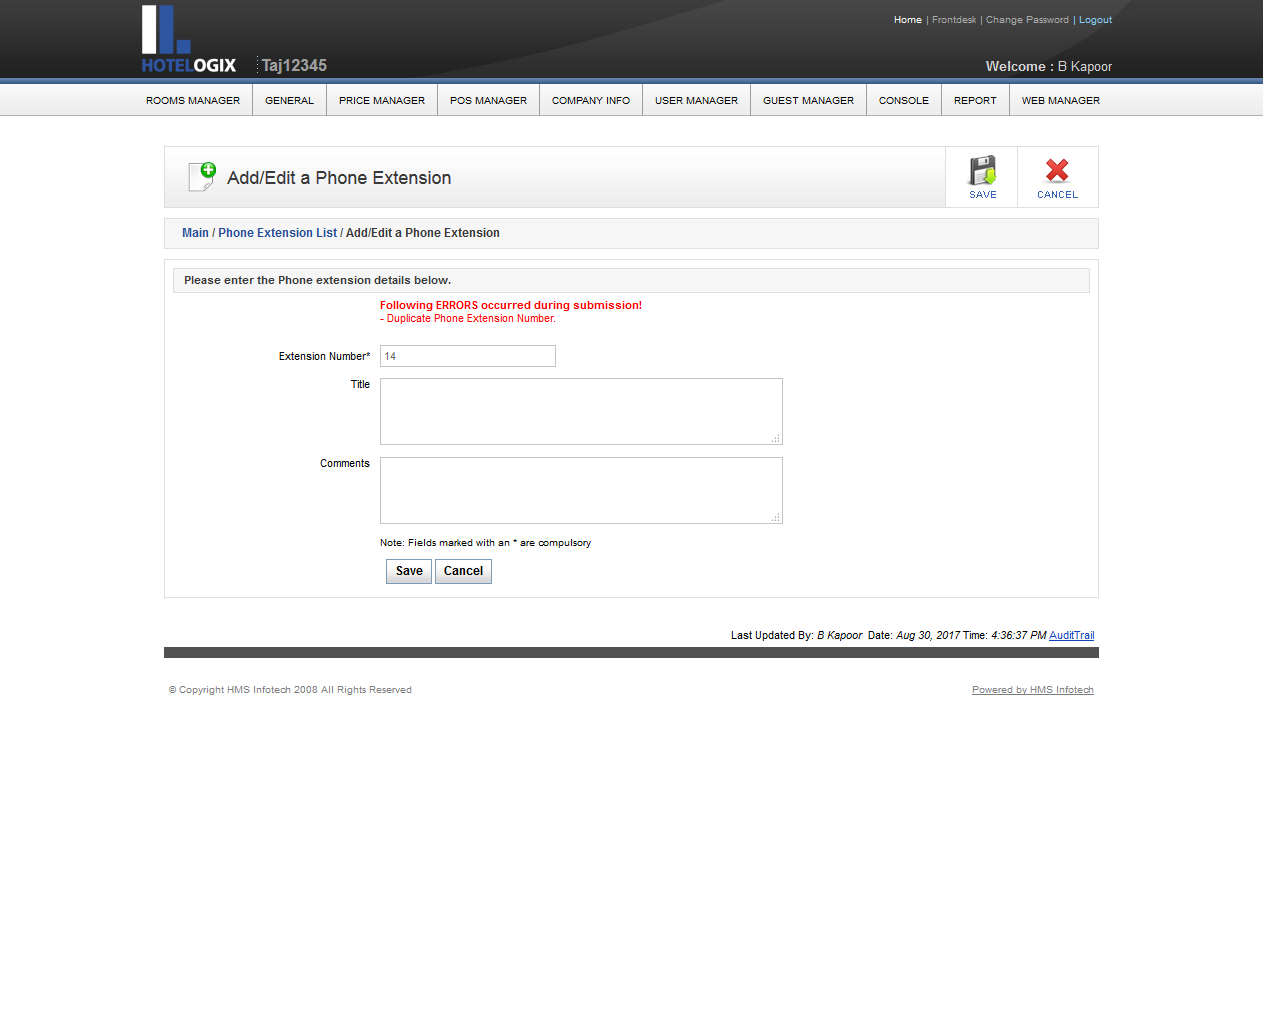 Home | Frontdesk | Change Password | Logout
HOTELOGIX Taj12345
Welcome : B Kapoor
ROOMS MANAGER GENERAL PRICE MANAGER POS MANAGER COMPANY INFO USER MANAGER GUEST MANAGER CONSOLE REPORT WEB MANAGER
Add/Edit a Phone Extension
SAVE CANCEL
Main / Phone Extension List / Add/Edit a Phone Extension
Please enter the Phone extension details below.
Following ERRORS occurred during submission!
- Duplicate Phone Extension Number.
Extension Number* 14
Title
Comments
Note: Fields marked with an * are compulsory
Save Cancel
Last Updated By: B Kapoor Date: Aug 30, 2017 Time: 4:36:37 PM AuditTrail
© Copyright HMS Infotech 2008 All Rights Reserved
Powered by HMS Infotech